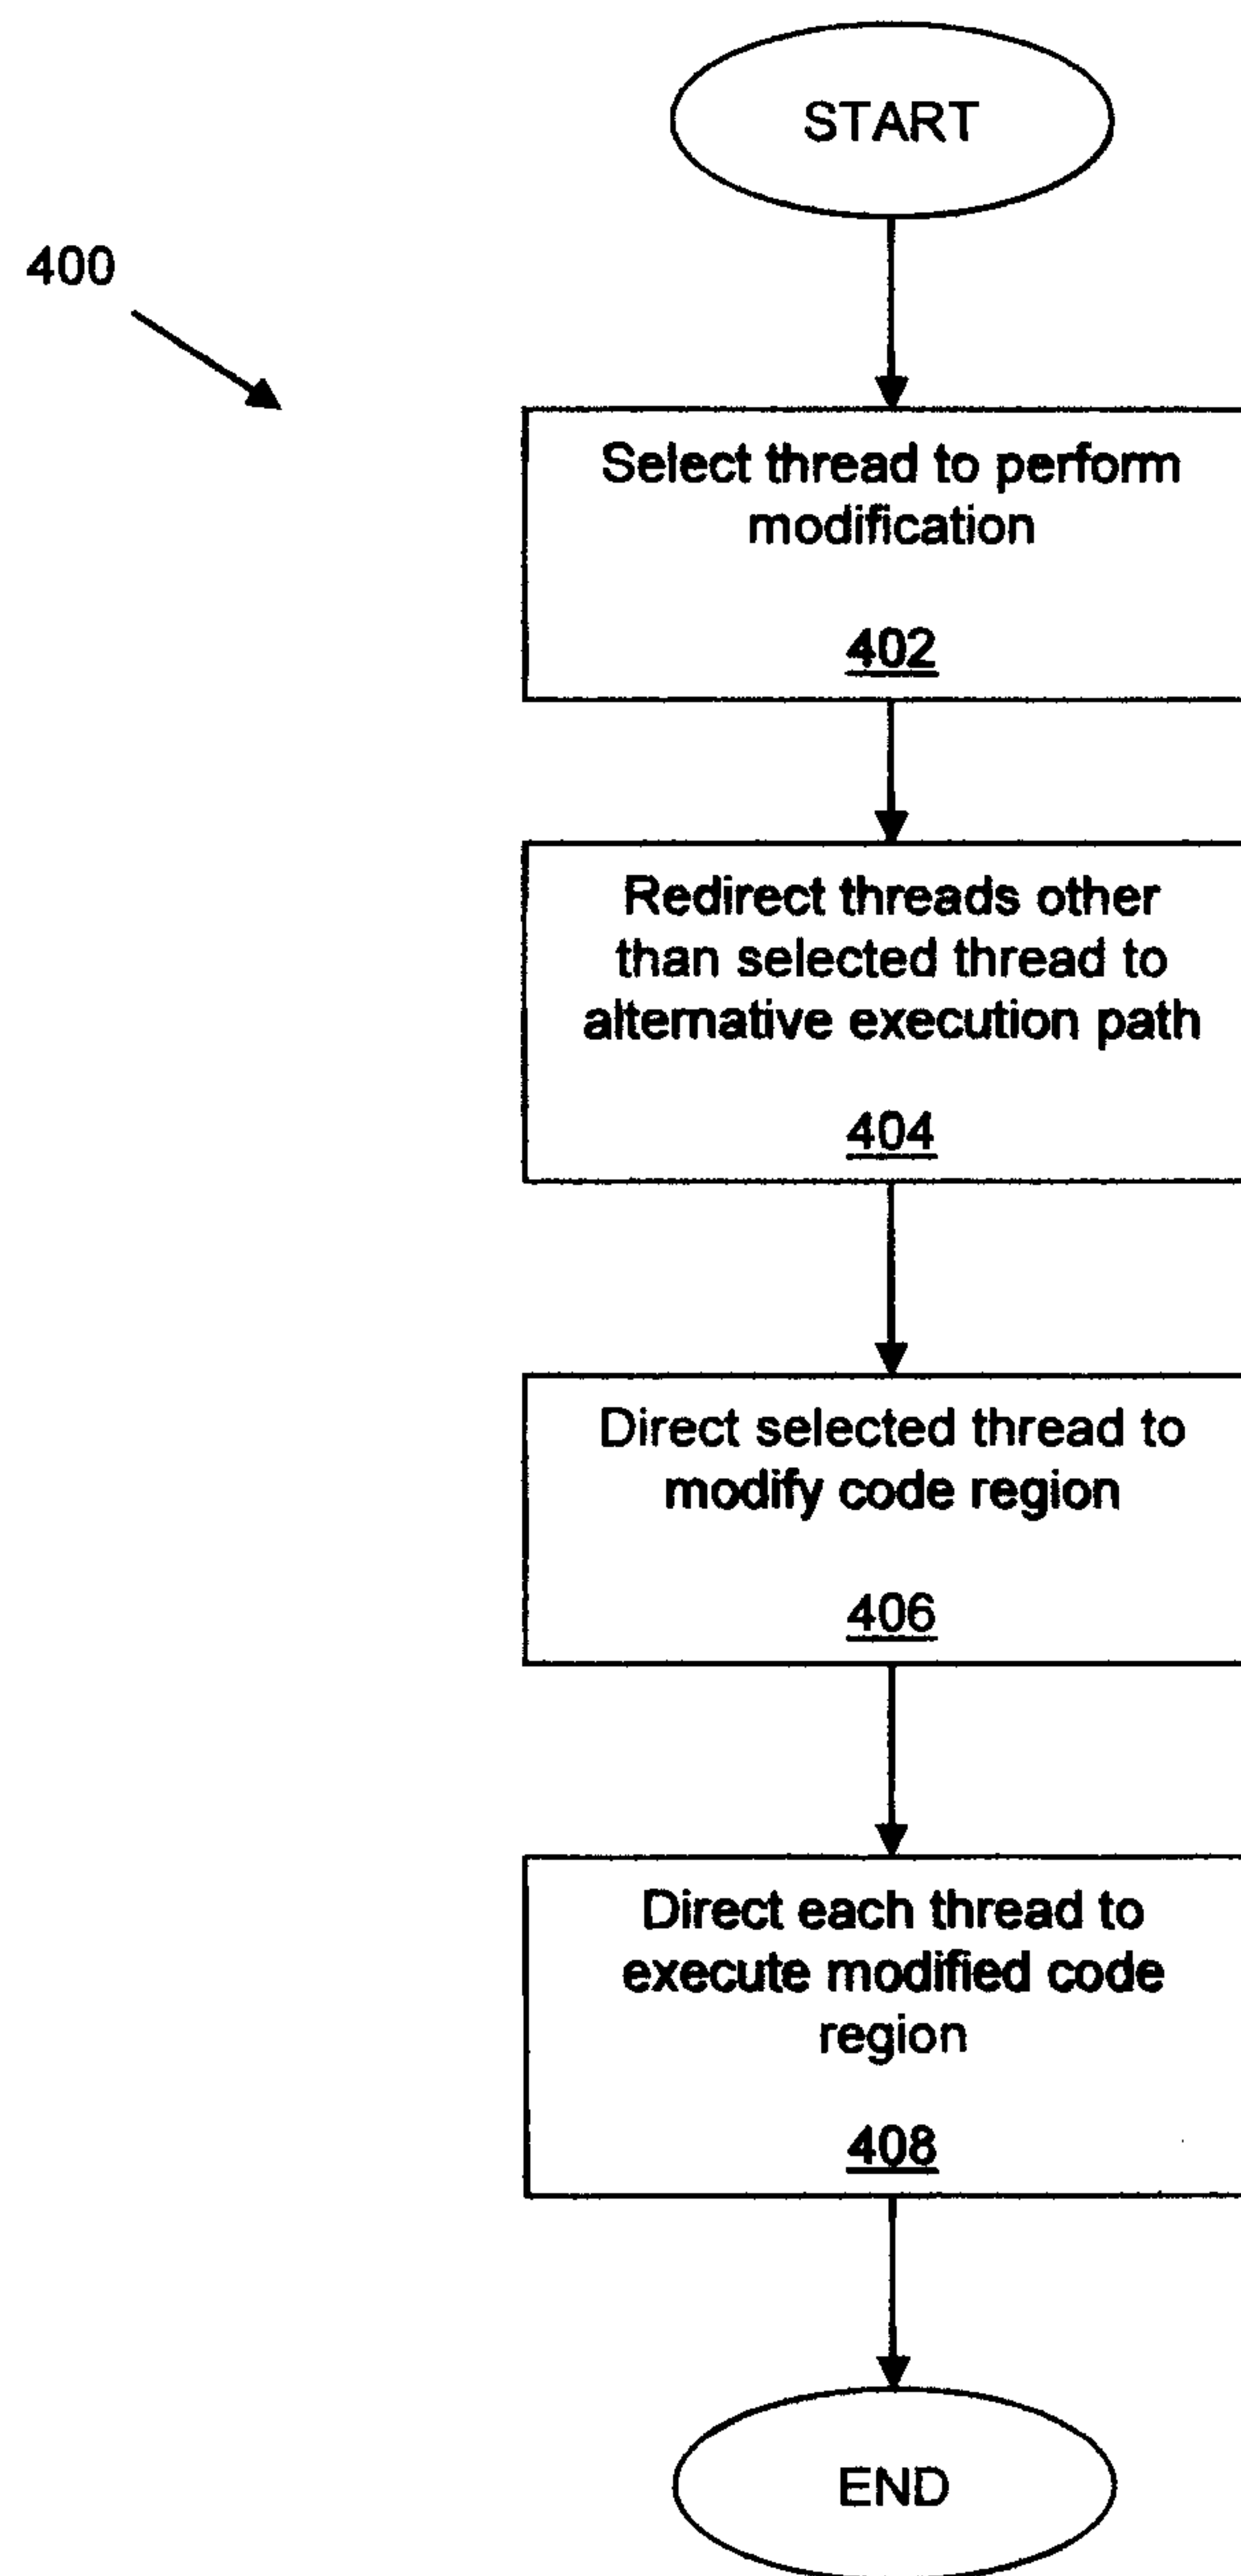 START
400
Select thread to perform
modification
402
Redirect threads other
than selected thread to
alternative execution path
404
Direct selected thread to
modify code region
406
Direct each thread to
execute modified code
region
408
END